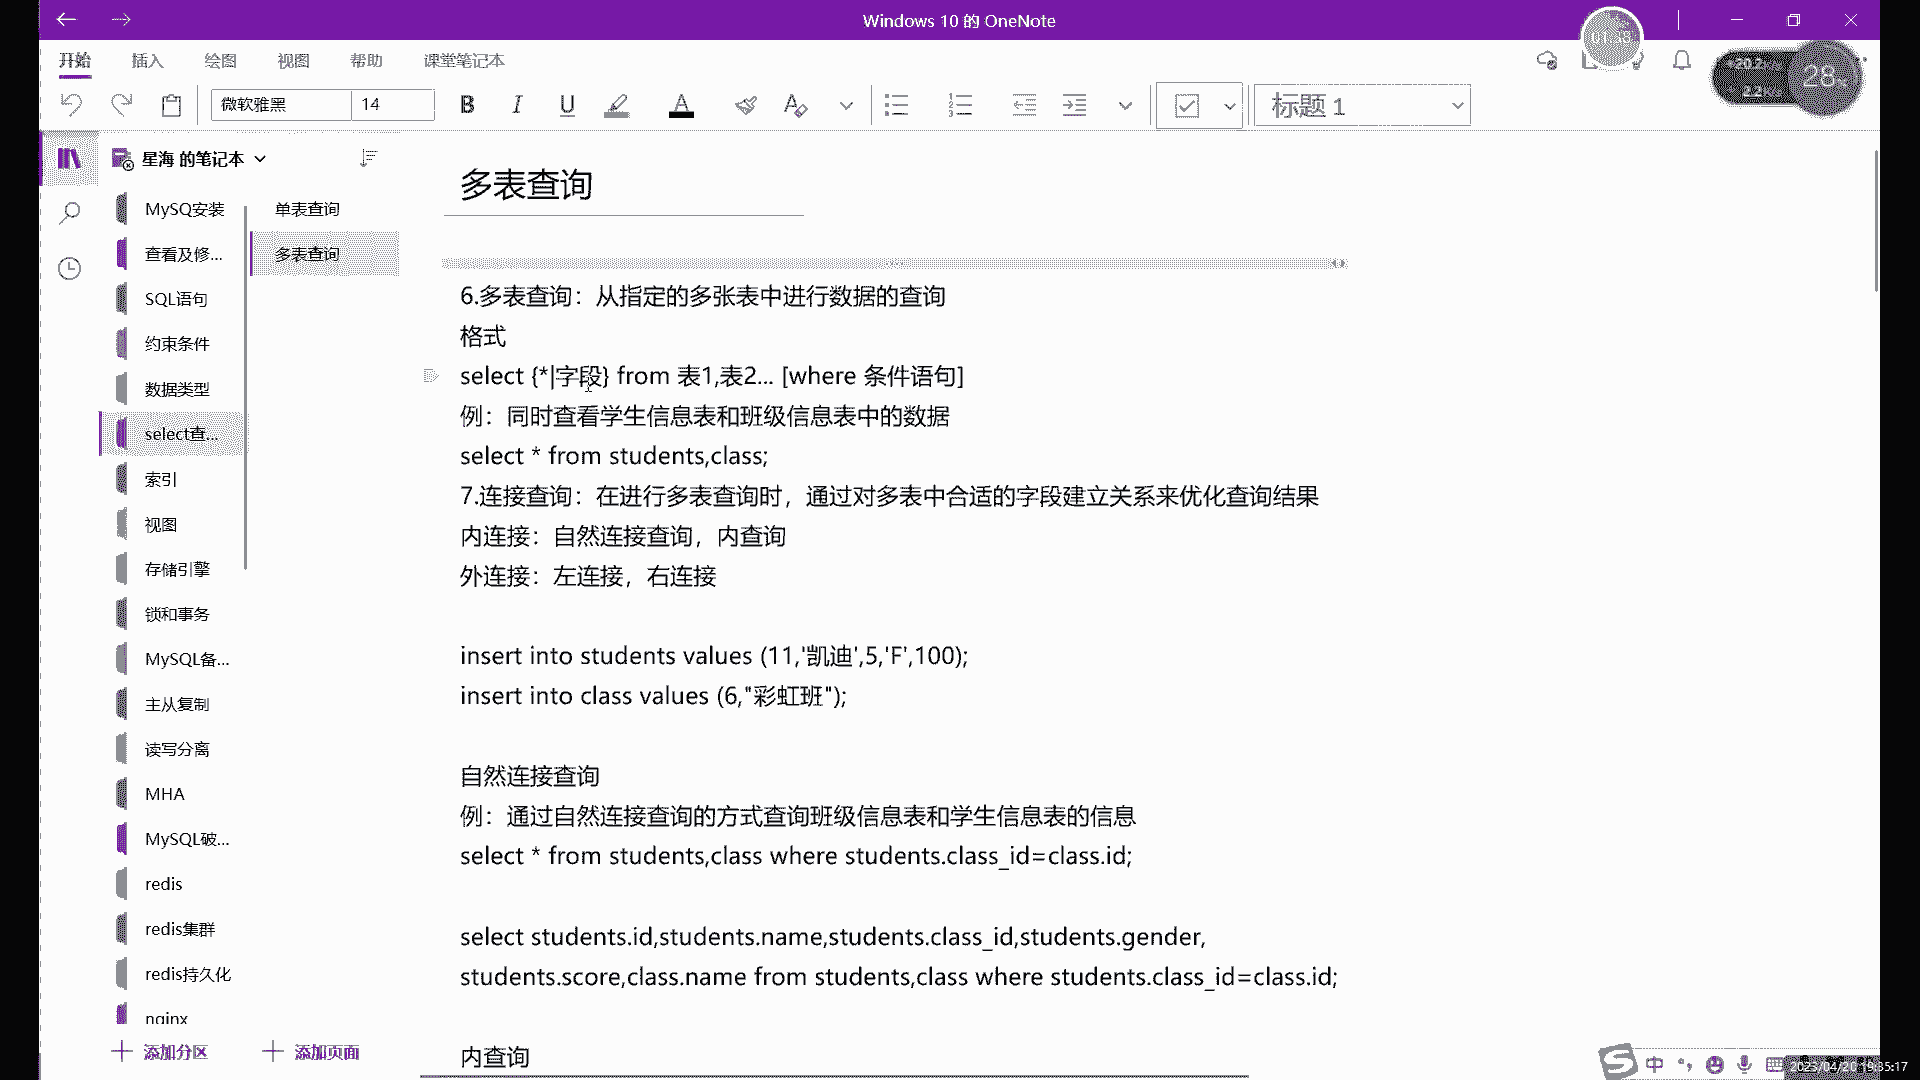 Windows 10 的 OneNote
01:38
开始 插入 绘图 视图 帮助 课堂笔记本
微软雅黑 14 B I U A 标题 1
28%
星海 的笔记本
MySQ安装
查看及修...
SQL语句
约束条件
数据类型
select查...
索引
视图
存储引擎
锁和事务
MySQL备...
主从复制
读写分离
MHA
MySQL破...
redis
redis集群
redis持久化
nginx
添加分区
单表查询
多表查询
添加页面
多表查询
6.多表查询：从指定的多张表中进行数据的查询
格式
select {*|字段} from 表1,表2... [where 条件语句]
例：同时查看学生信息表和班级信息表中的数据
select * from students,class;
7.连接查询：在进行多表查询时，通过对多表中合适的字段建立关系来优化查询结果
内连接：自然连接查询，内查询
外连接：左连接，右连接
insert into students values (11,'凯迪',5,'F',100);
insert into class values (6,"彩虹班");
自然连接查询
例：通过自然连接查询的方式查询班级信息表和学生信息表的信息
select * from students,class where students.class_id=class.id;
select students.id,students.name,students.class_id,students.gender,
students.score,class.name from students,class where students.class_id=class.id;
内查询
中
2023/04/20 19:35:17